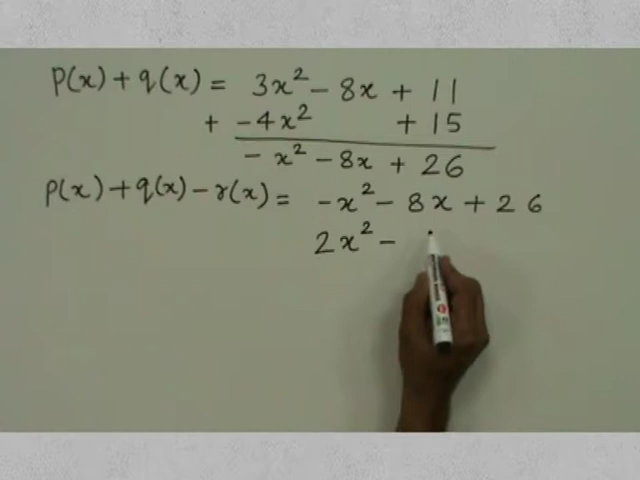 p(x) + q(x) = 3x² - 8x + 11
+ -4x² + 15
- x² - 8x + 26
p(x) + q(x) - r(x) = -x² - 8x + 26
2x² -